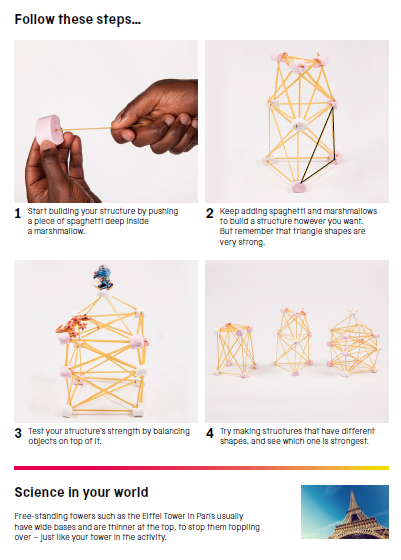 Follow these steps...
1 Start building your structure by pushing
a piece of spaghetti deep inside
a marshmallow.
2 Keep adding spaghetti and marshmallows
to build a structure however you want.
But remember that triangle shapes are
very strong.
3 Test your structure's strength by balancing
objects on top of it.
4 Try making structures that have different
shapes, and see which one is strongest.
Science in your world
Free-standing towers such as the Eiffel Tower in Paris usually
have wide bases and are thinner at the top, to stop them toppling
over – just like your tower in the activity.